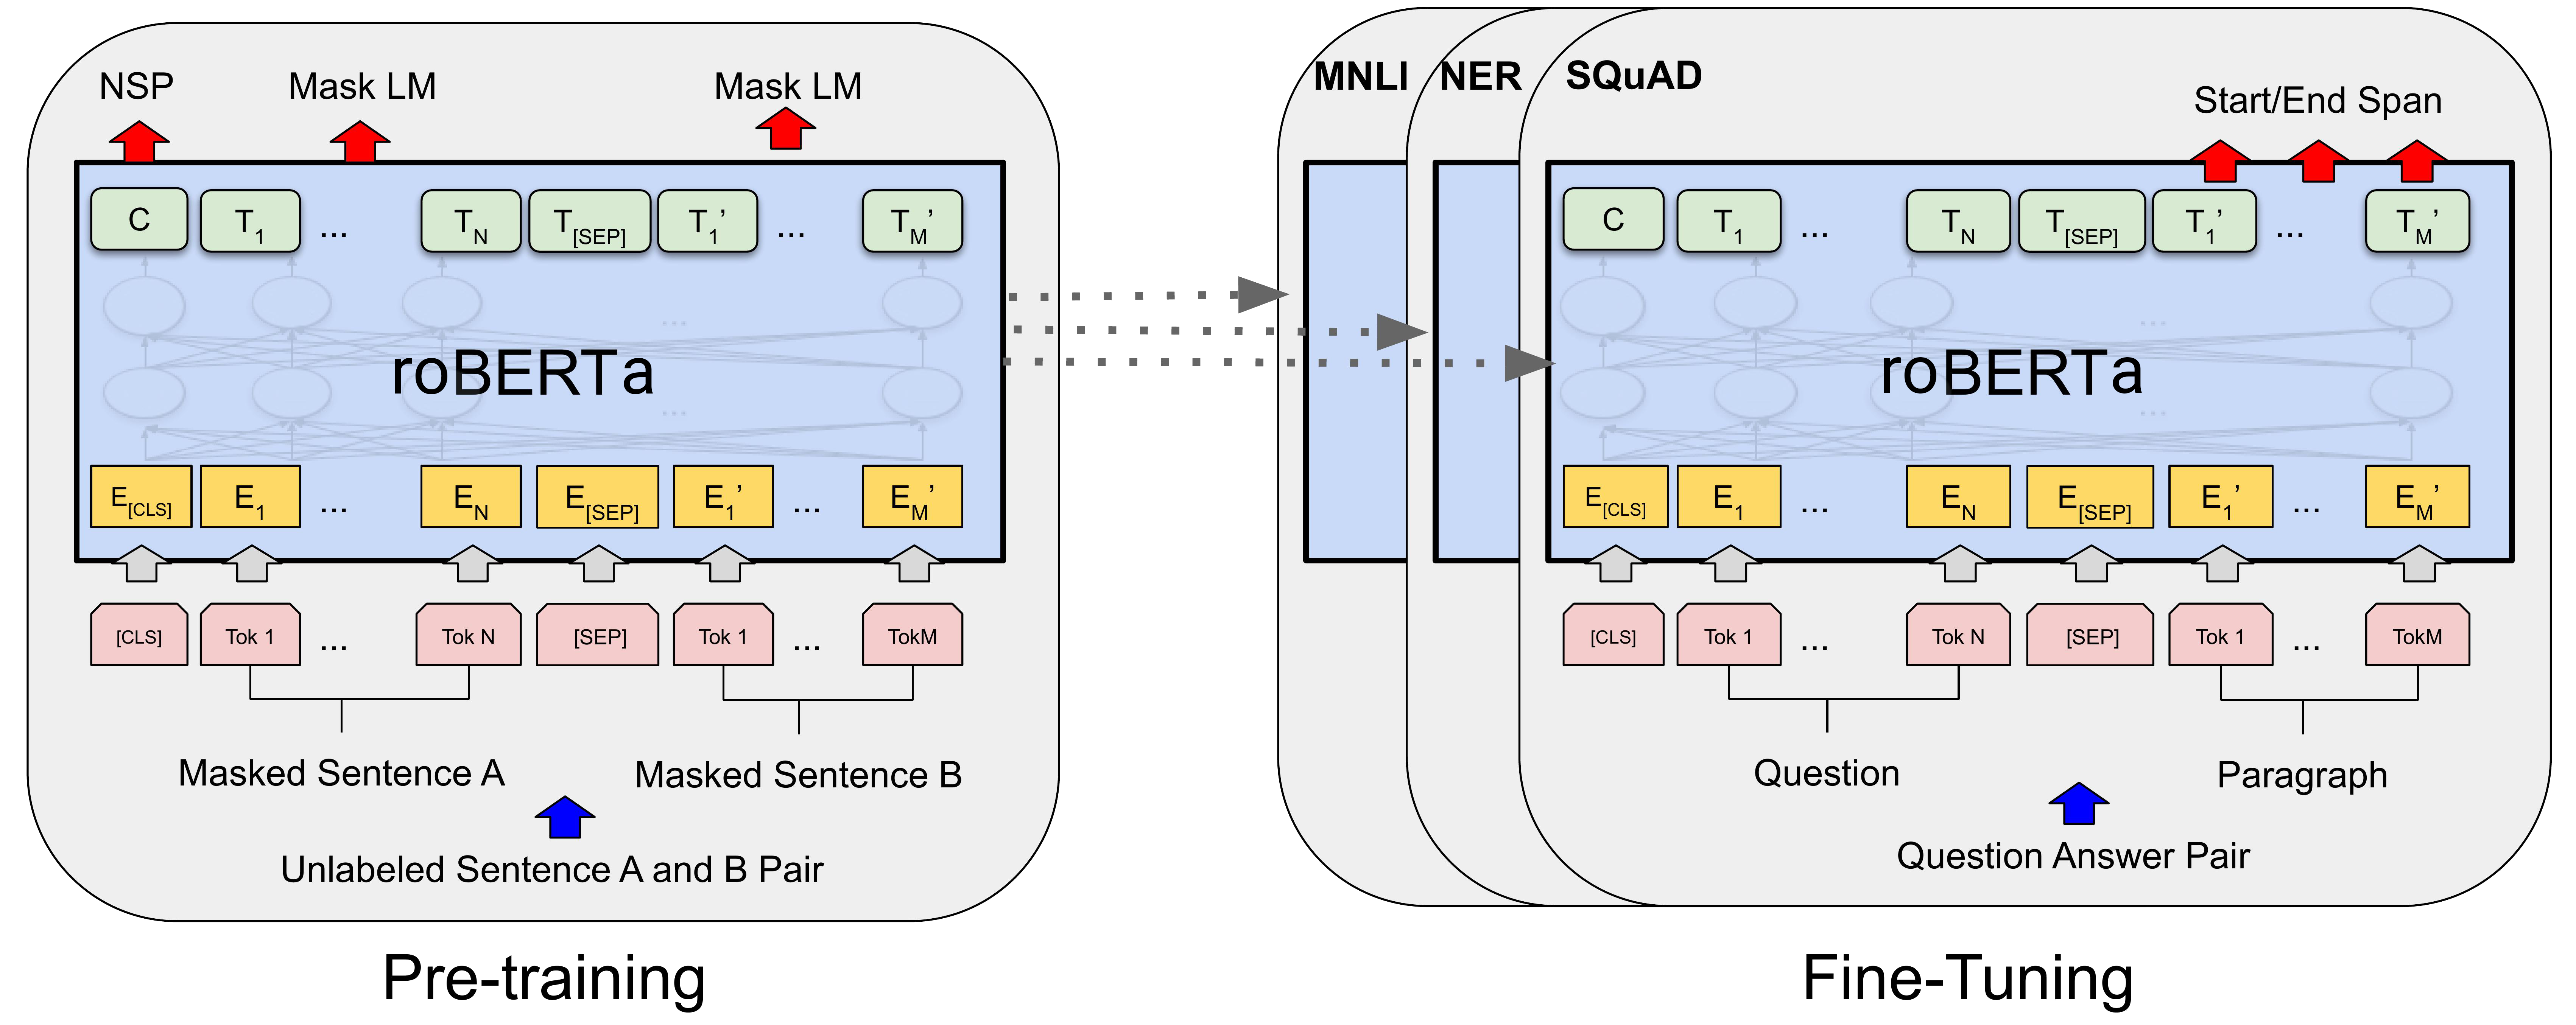 NSP Mask LM Mask LM
C T1 ... TN T[SEP] T1’ ... TM’
...
roBERTa
...
E[CLS] E1 ... EN E[SEP] E1’ ... EM’
[CLS] Tok 1 ... Tok N [SEP] Tok 1 ... TokM
Masked Sentence A Masked Sentence B
Unlabeled Sentence A and B Pair
Pre-training
MNLI NER SQuAD
Start/End Span
C T1 ... TN T[SEP] T1’ ... TM’
...
roBERTa
...
E[CLS] E1 ... EN E[SEP] E1’ ... EM’
[CLS] Tok 1 ... Tok N [SEP] Tok 1 ... TokM
Question Paragraph
Question Answer Pair
Fine-Tuning